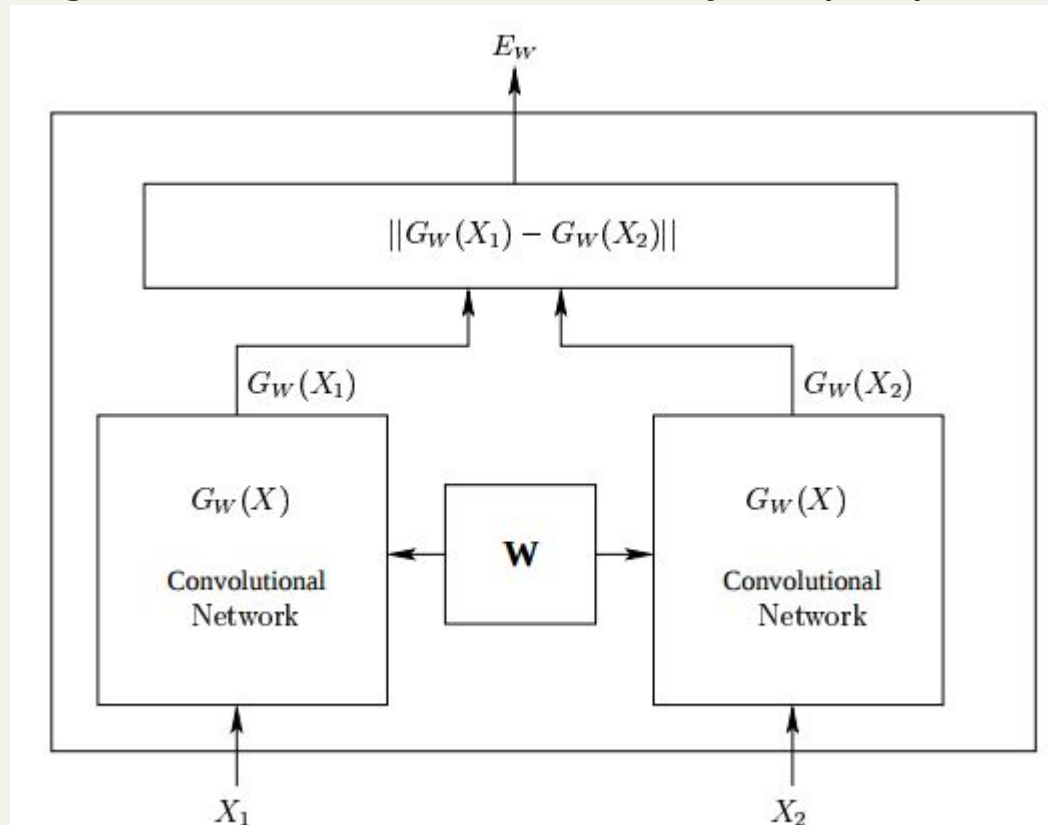 E_W
||G_W(X_1) − G_W(X_2)||
G_W(X_1)
G_W(X_2)
G_W(X)
Convolutional
Network
W
G_W(X)
Convolutional
Network
X_1
X_2